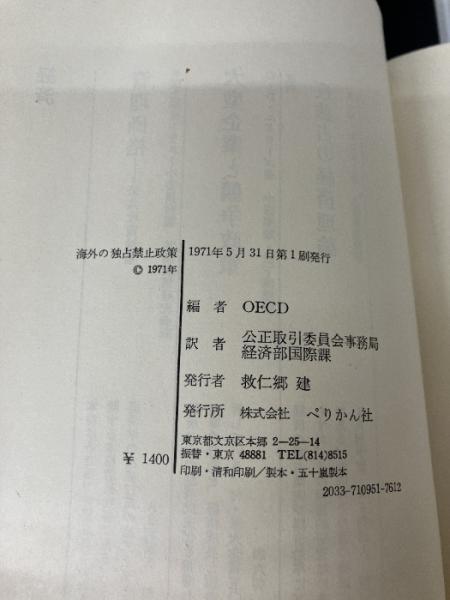 海外の独占禁止政策
© 1971年
¥ 1400
1971年5月31日第1刷発行
編者 OECD
訳者 公正取引委員会事務局
経済部国際課
発行者 救仁郷 建
発行所 株式会社 ぺりかん社
東京都文京区本郷 2-25-14
振替・東京 48881 TEL(814)8515
印刷・清和印刷/製本・五十嵐製本
2033-710951-7612